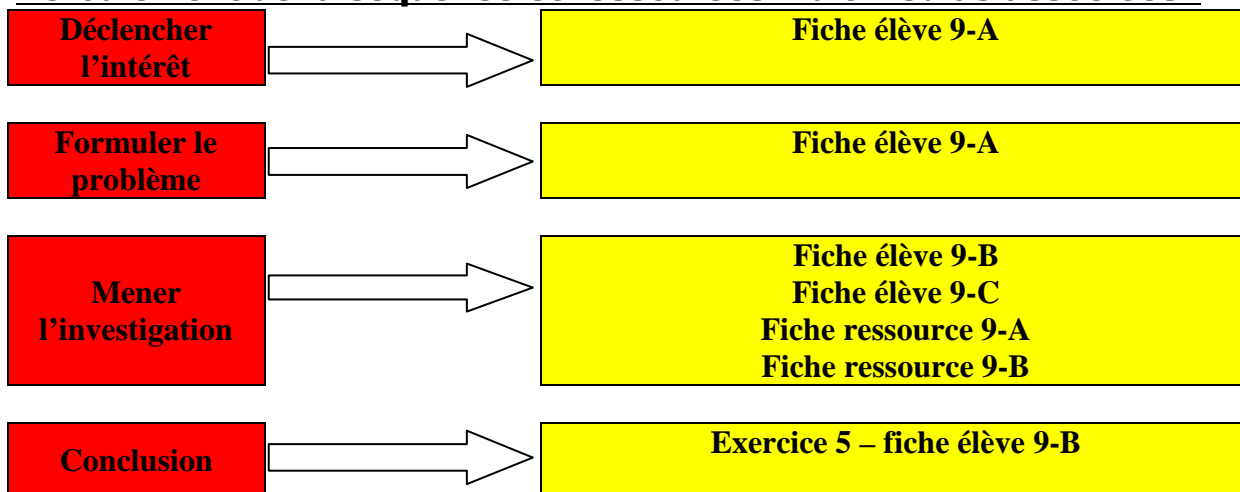 Déclencher
l’intérêt
Fiche élève 9-A
Formuler le
problème
Fiche élève 9-A
Mener
l’investigation
Fiche élève 9-B
Fiche élève 9-C
Fiche ressource 9-A
Fiche ressource 9-B
Conclusion
Exercice 5 – fiche élève 9-B